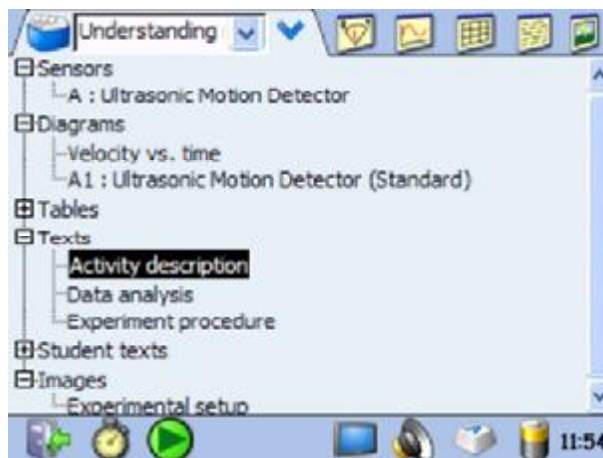 Understanding
Sensors
A : Ultrasonic Motion Detector
Diagrams
Velocity vs. time
A1 : Ultrasonic Motion Detector (Standard)
Tables
Texts
Activity description
Data analysis
Experiment procedure
Student texts
Images
Experimental setup
11:54